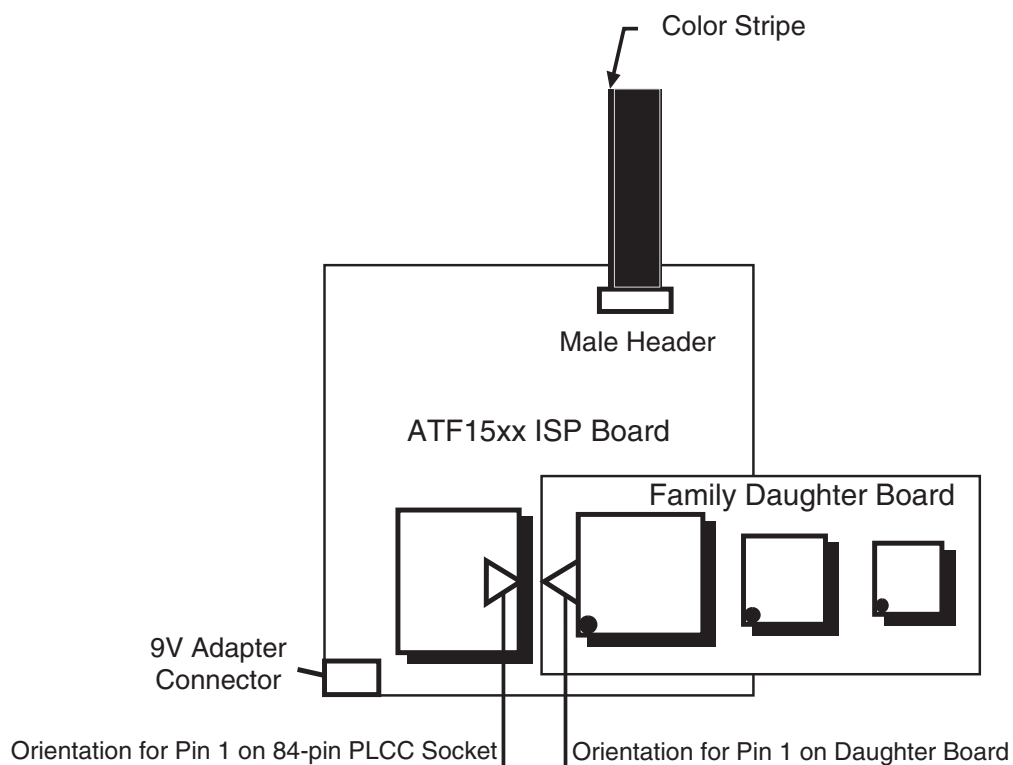 Color Stripe
Male Header
ATF15xx ISP Board
Family Daughter Board
9V Adapter
Connector
Orientation for Pin 1 on 84-pin PLCC Socket
Orientation for Pin 1 on Daughter Board